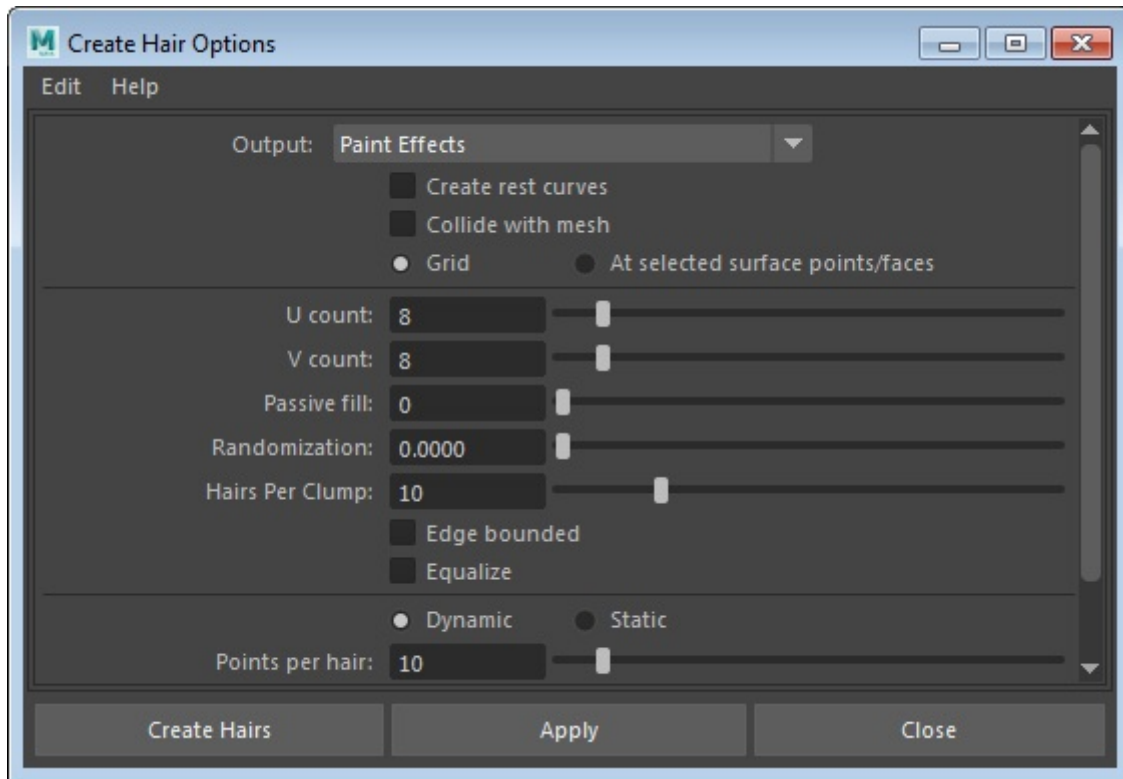 Create Hair Options
Edit Help
Output: Paint Effects
Create rest curves
Collide with mesh
Grid At selected surface points/faces
U count: 8
V count: 8
Passive fill: 0
Randomization: 0.0000
Hairs Per Clump: 10
Edge bounded
Equalize
Dynamic Static
Points per hair: 10
Create Hairs Apply Close